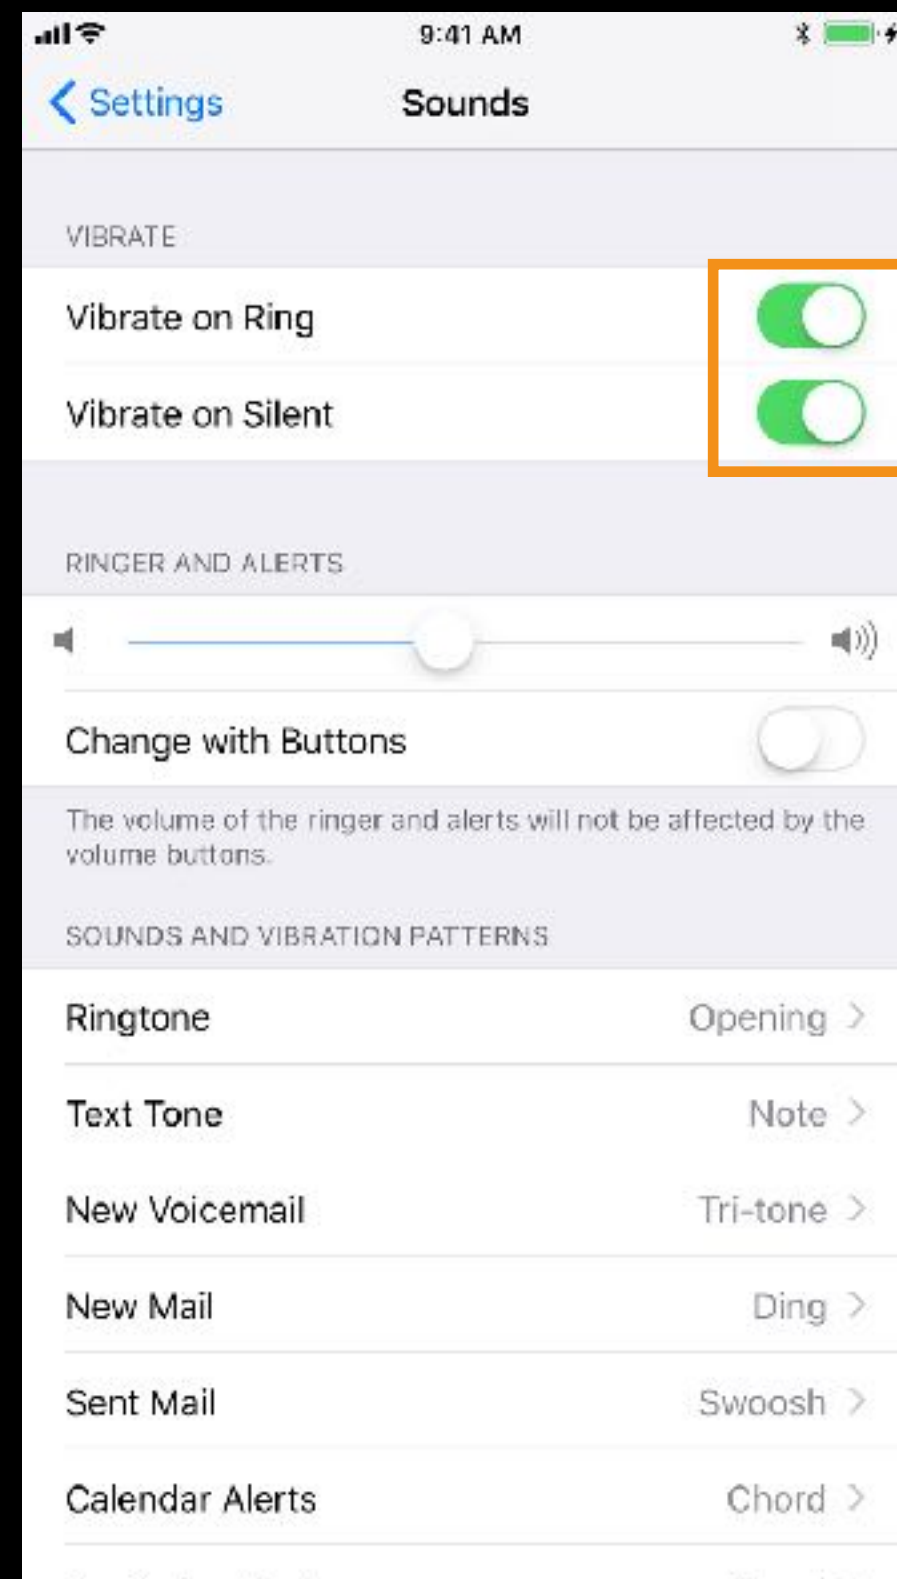 9:41 AM
Settings Sounds
VIBRATE
Vibrate on Ring
Vibrate on Silent
RINGER AND ALERTS
Change with Buttons
The volume of the ringer and alerts will not be affected by the
volume buttons.
SOUNDS AND VIBRATION PATTERNS
Ringtone Opening
Text Tone Note
New Voicemail Tri-tone
New Mail Ding
Sent Mail Swoosh
Calendar Alerts Chord